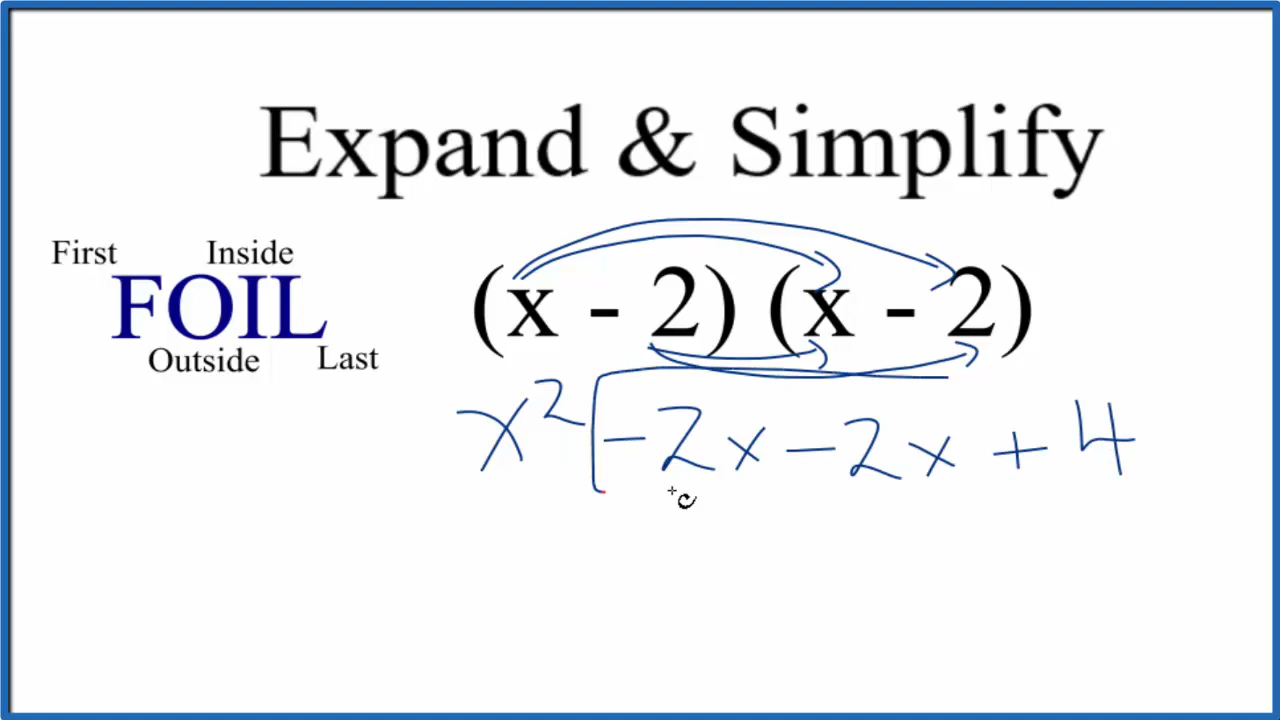 Expand & Simplify
First Inside
FOIL
Outside Last
(x - 2) (x - 2)
x² - 2x - 2x + 4